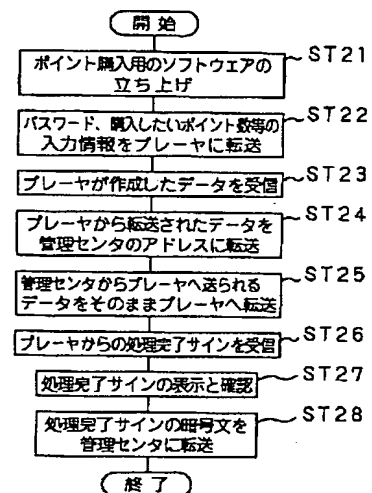 開始
ポイント購入用のソフトウェアの
立ち上げ
ST21
パスワード、購入したいポイント数等の
入力情報をプレーヤに転送
ST22
プレーヤが作成したデータを受信
ST23
プレーヤから転送されたデータを
管理センタのアドレスに転送
ST24
管理センタからプレーヤへ送られる
データをそのままプレーヤへ転送
ST25
プレーヤからの処理完了サインを受信
ST26
処理完了サインの表示と確認
ST27
処理完了サインの暗号文を
管理センタに転送
ST28
終了